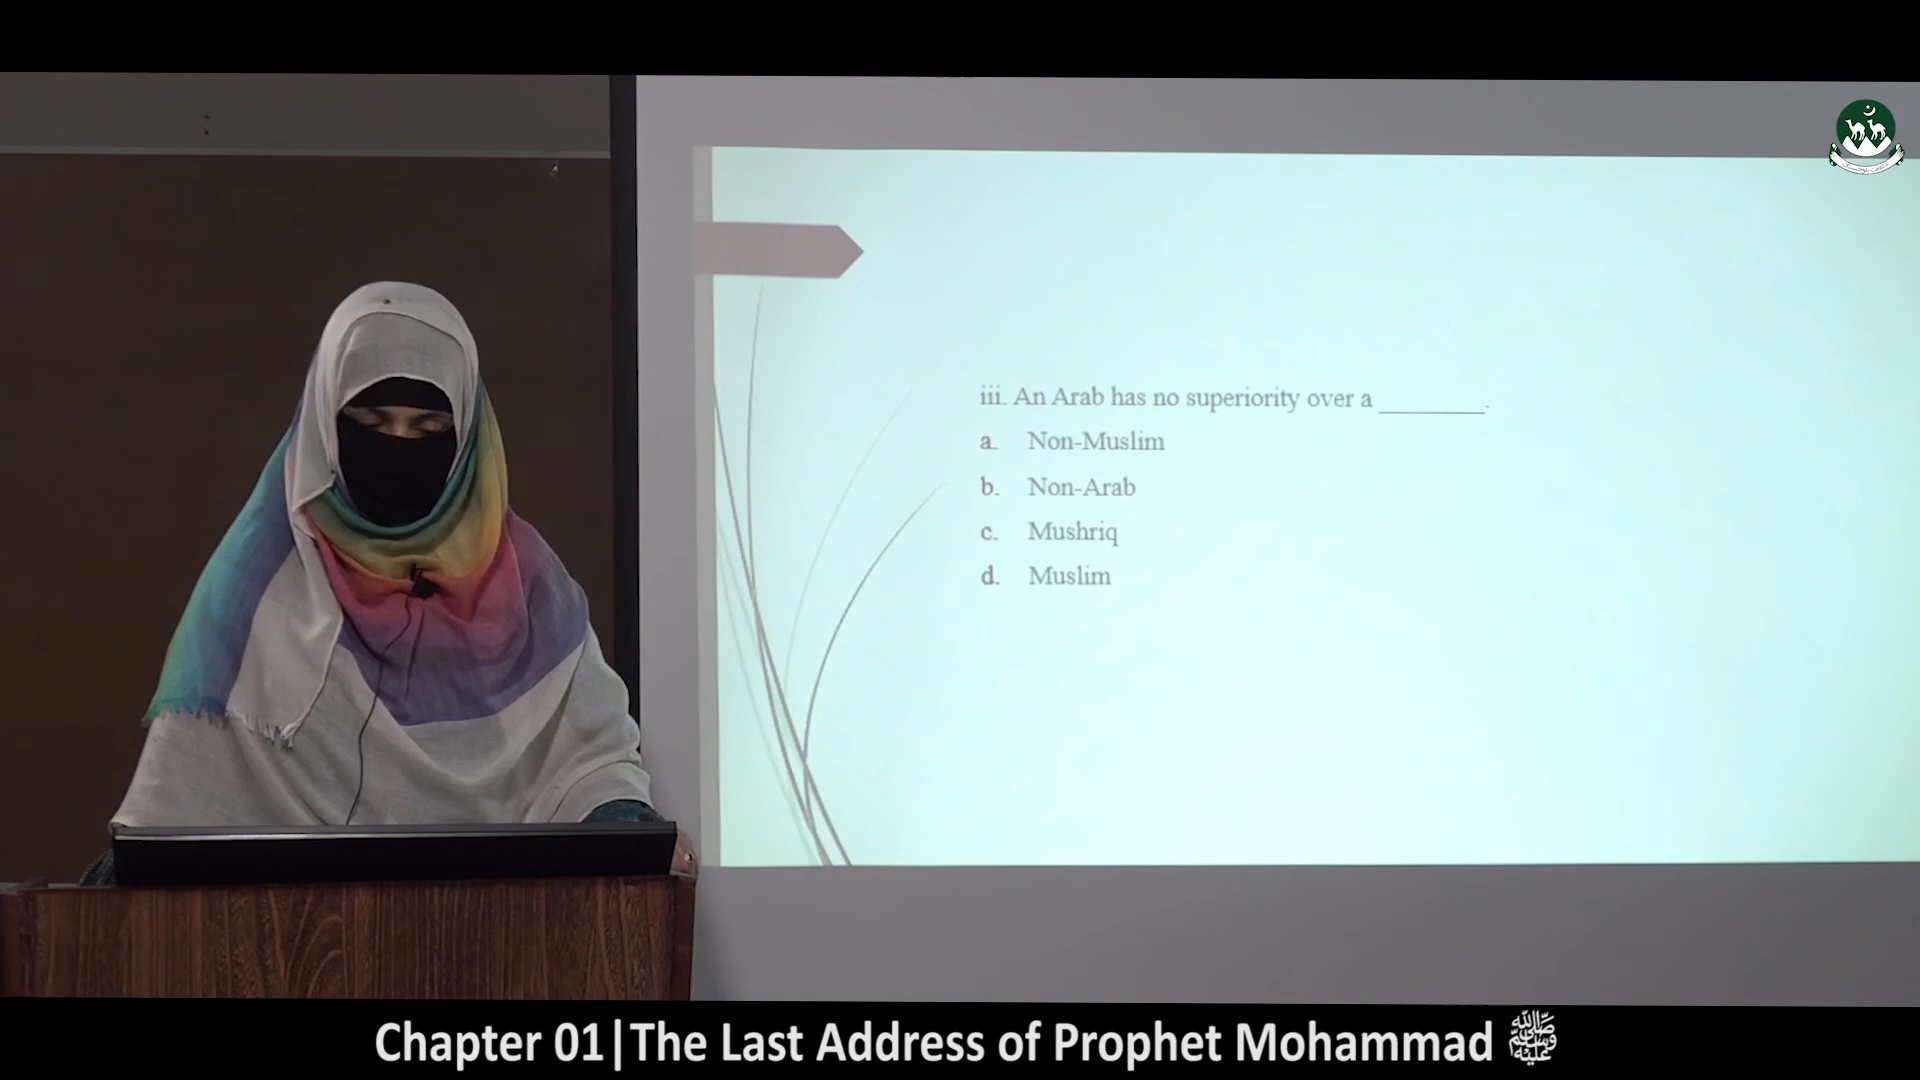 iii. An Arab has no superiority over a ________.
a. Non-Muslim
b. Non-Arab
c. Mushriq
d. Muslim
Chapter 01|The Last Address of Prophet Mohammad ﷺ